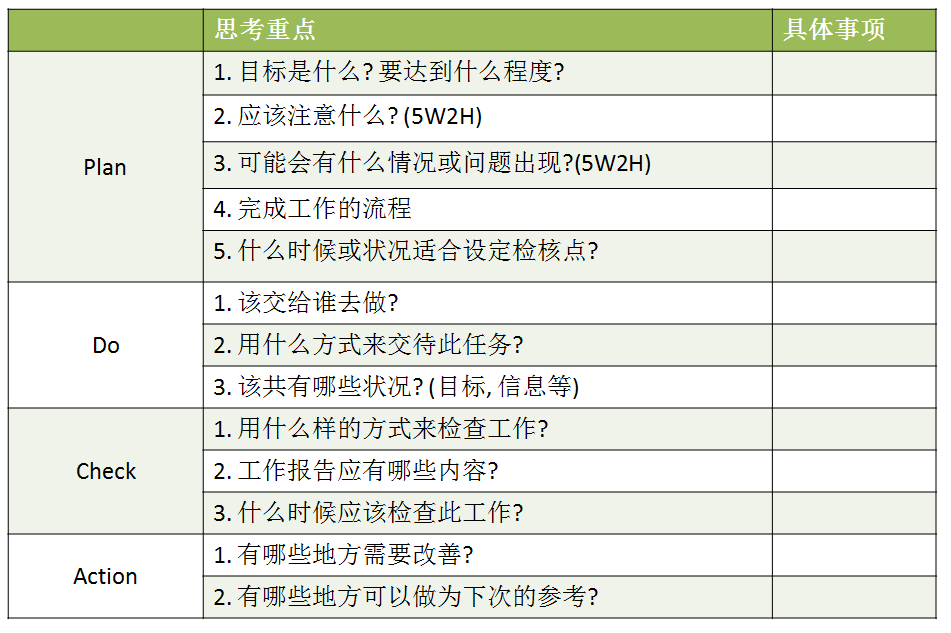 思考重点 具体事项
Plan
1. 目标是什么? 要达到什么程度?
2. 应该注意什么? (5W2H)
3. 可能会有什么情况或问题出现?(5W2H)
4. 完成工作的流程
5. 什么时候或状况适合设定检核点?
Do
1. 该交给谁去做?
2. 用什么方式来交待此任务?
3. 该共有哪些状况? (目标, 信息等)
Check
1. 用什么样的方式来检查工作?
2. 工作报告应有哪些内容?
3. 什么时候应该检查此工作?
Action
1. 有哪些地方需要改善?
2. 有哪些地方可以做为下次的参考?